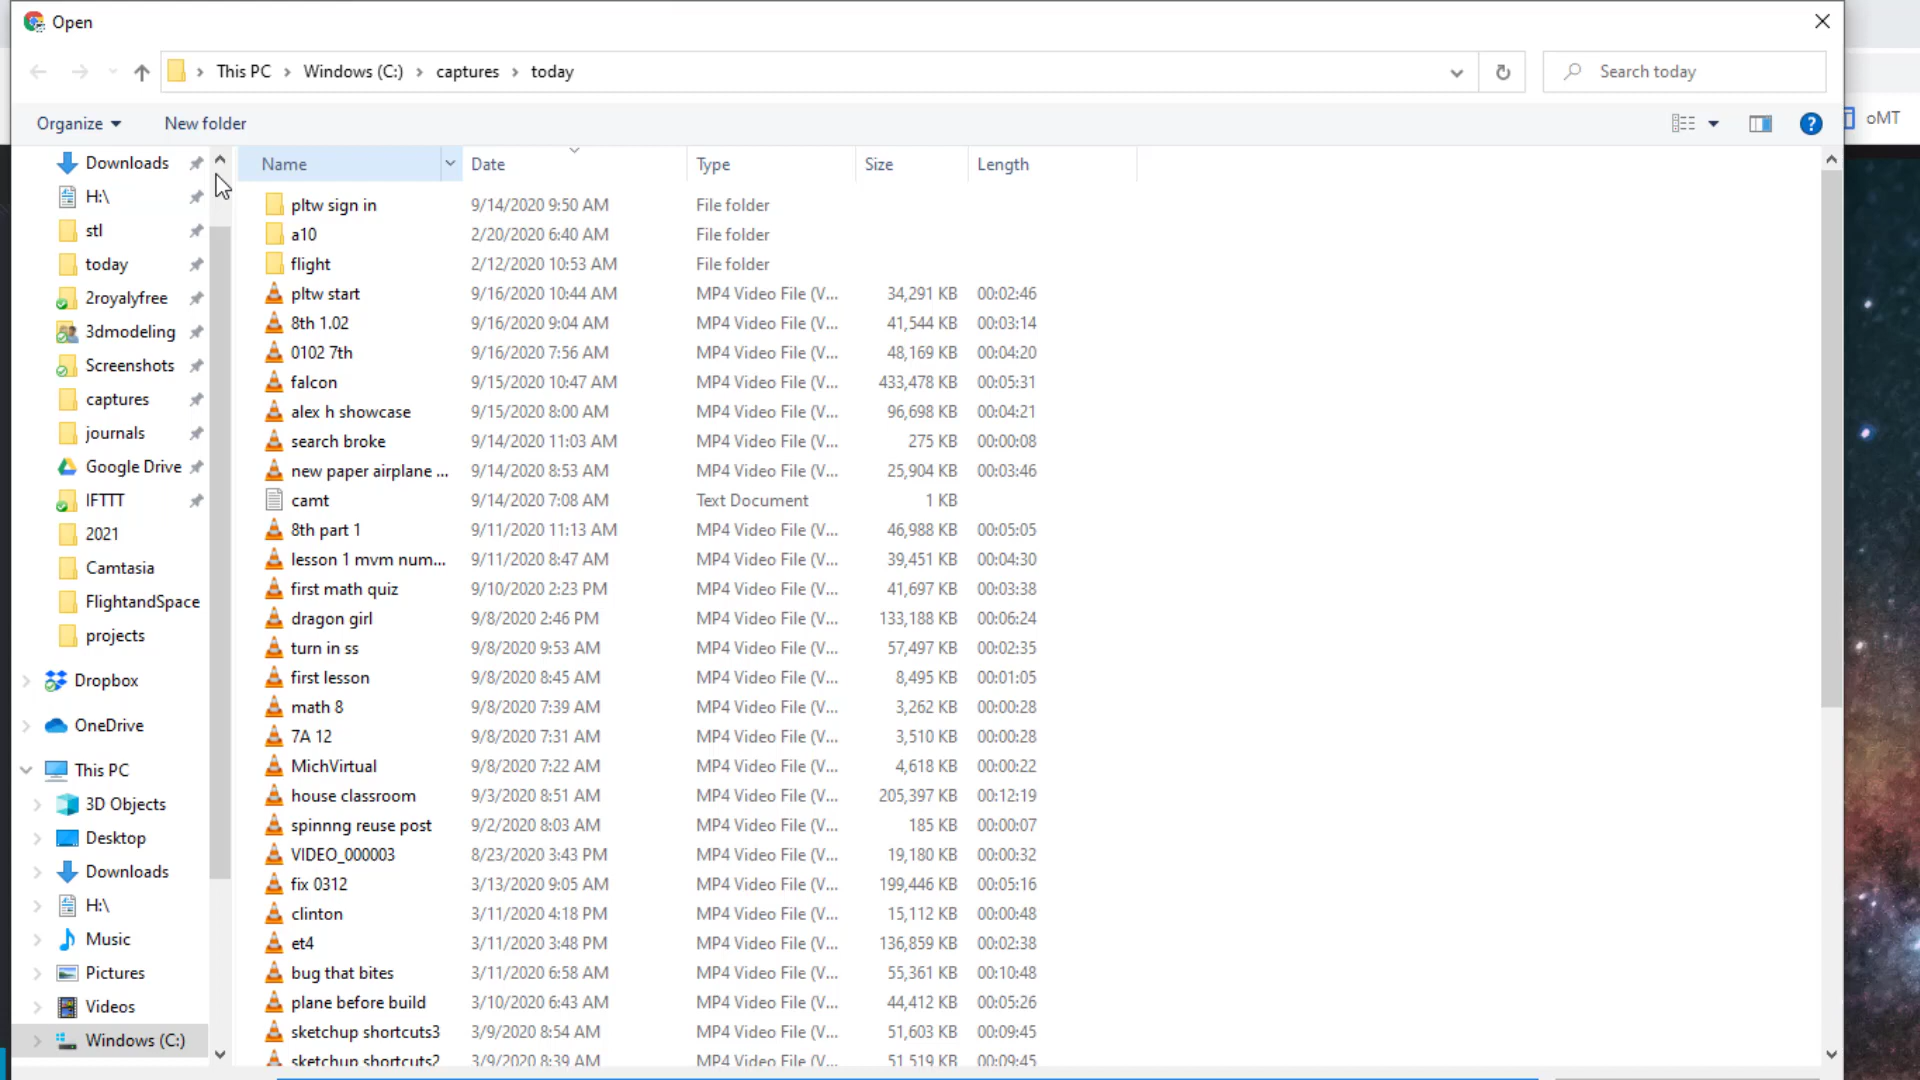 Open
This PC > Windows (C:) > captures > today
Search today
Organize
New folder
oMT
Downloads
H:\
stl
today
2royalyfree
3dmodeling
Screenshots
captures
journals
Google Drive
IFTTT
2021
Camtasia
FlightandSpace
projects
Dropbox
OneDrive
This PC
3D Objects
Desktop
Downloads
H:\
Music
Pictures
Videos
Windows (C:)
Name Date Type Size Length
pltw sign in 9/14/2020 9:50 AM File folder
a10 2/20/2020 6:40 AM File folder
flight 2/12/2020 10:53 AM File folder
pltw start 9/16/2020 10:44 AM MP4 Video File (V... 34,291 KB 00:02:46
8th 1.02 9/16/2020 9:04 AM MP4 Video File (V... 41,544 KB 00:03:14
0102 7th 9/16/2020 7:56 AM MP4 Video File (V... 48,169 KB 00:04:20
falcon 9/15/2020 10:47 AM MP4 Video File (V... 433,478 KB 00:05:31
alex h showcase 9/15/2020 8:00 AM MP4 Video File (V... 96,698 KB 00:04:21
search broke 9/14/2020 11:03 AM MP4 Video File (V... 275 KB 00:00:08
new paper airplane ... 9/14/2020 8:53 AM MP4 Video File (V... 25,904 KB 00:03:46
camt 9/14/2020 7:08 AM Text Document 1 KB
8th part 1 9/11/2020 11:13 AM MP4 Video File (V... 46,988 KB 00:05:05
lesson 1 mvm num... 9/11/2020 8:47 AM MP4 Video File (V... 39,451 KB 00:04:30
first math quiz 9/10/2020 2:23 PM MP4 Video File (V... 41,697 KB 00:03:38
dragon girl 9/8/2020 2:46 PM MP4 Video File (V... 133,188 KB 00:06:24
turn in ss 9/8/2020 9:53 AM MP4 Video File (V... 57,497 KB 00:02:35
first lesson 9/8/2020 8:45 AM MP4 Video File (V... 8,495 KB 00:01:05
math 8 9/8/2020 7:39 AM MP4 Video File (V... 3,262 KB 00:00:28
7A 12 9/8/2020 7:31 AM MP4 Video File (V... 3,510 KB 00:00:28
MichVirtual 9/8/2020 7:22 AM MP4 Video File (V... 4,618 KB 00:00:22
house classroom 9/3/2020 8:51 AM MP4 Video File (V... 205,397 KB 00:12:19
spinnng reuse post 9/2/2020 8:03 AM MP4 Video File (V... 185 KB 00:00:07
VIDEO_000003 8/23/2020 3:43 PM MP4 Video File (V... 19,180 KB 00:00:32
fix 0312 3/13/2020 9:05 AM MP4 Video File (V... 199,446 KB 00:05:16
clinton 3/11/2020 4:18 PM MP4 Video File (V... 15,112 KB 00:00:48
et4 3/11/2020 3:48 PM MP4 Video File (V... 136,859 KB 00:02:38
bug that bites 3/11/2020 6:58 AM MP4 Video File (V... 55,361 KB 00:10:48
plane before build 3/10/2020 6:43 AM MP4 Video File (V... 44,412 KB 00:05:26
sketchup shortcuts3 3/9/2020 8:54 AM MP4 Video File (V... 51,603 KB 00:09:45
sketchup shortcuts2 3/9/2020 8:39 AM MP4 Video File (V... 51,519 KB 00:09:45